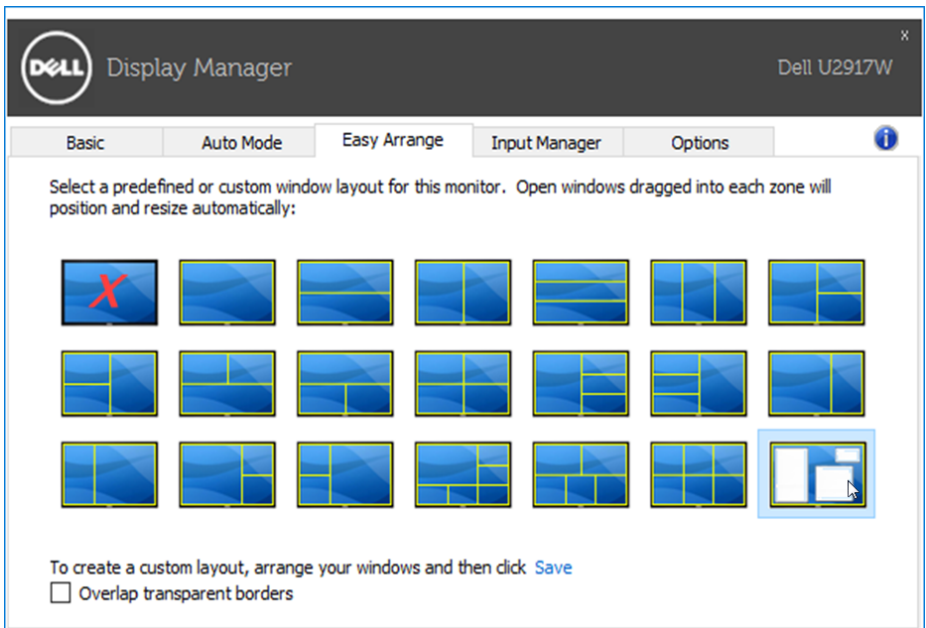 x
DELL Display Manager
Dell U2917W
Basic Auto Mode Easy Arrange Input Manager Options i
Select a predefined or custom window layout for this monitor. Open windows dragged into each zone will
position and resize automatically:
X
To create a custom layout, arrange your windows and then click Save
Overlap transparent borders